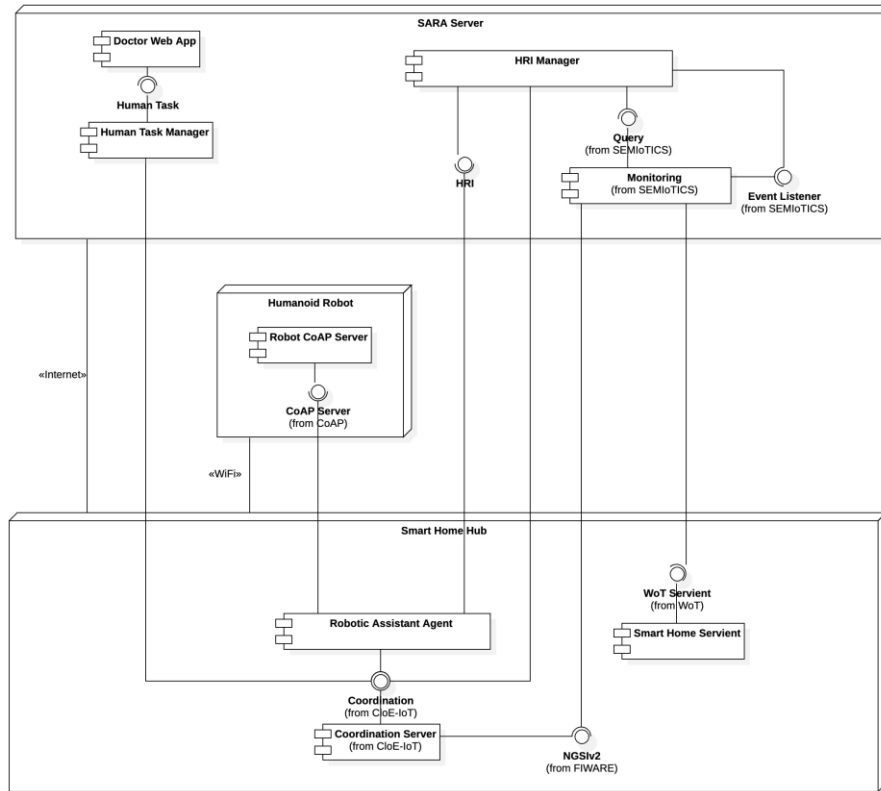 SARA Server
Doctor Web App
Human Task
Human Task Manager
HRI Manager
Query
(from SEMIoTICS)
HRI
Monitoring
(from SEMIoTICS)
Event Listener
(from SEMIoTICS)
Humanoid Robot
Robot CoAP Server
CoAP Server
(from CoAP)
«Internet»
«WiFi»
Smart Home Hub
WoT Servient
(from WoT)
Robotic Assistant Agent
Smart Home Servient
Coordination
(from CloE-IoT)
Coordination Server
(from CloE-IoT)
NGSIv2
(from FIWARE)